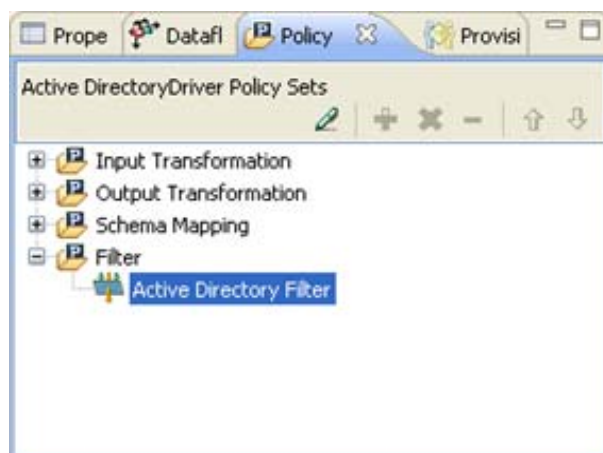 Prope Datafl Policy Provisi
Active DirectoryDriver Policy Sets
Input Transformation
Output Transformation
Schema Mapping
Filter
Active Directory Filter